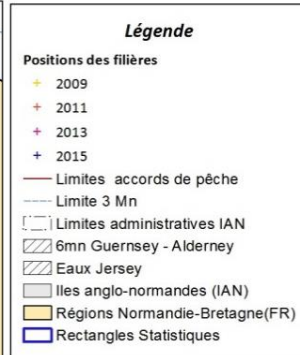 Légende
Positions des filières
2009
2011
2013
2015
Limites accords de pêche
Limite 3 Mn
Limites administratives IAN
6mn Guernsey - Alderney
Eaux Jersey
Iles anglo-normandes (IAN)
Régions Normandie-Bretagne(FR)
Rectangles Statistiques